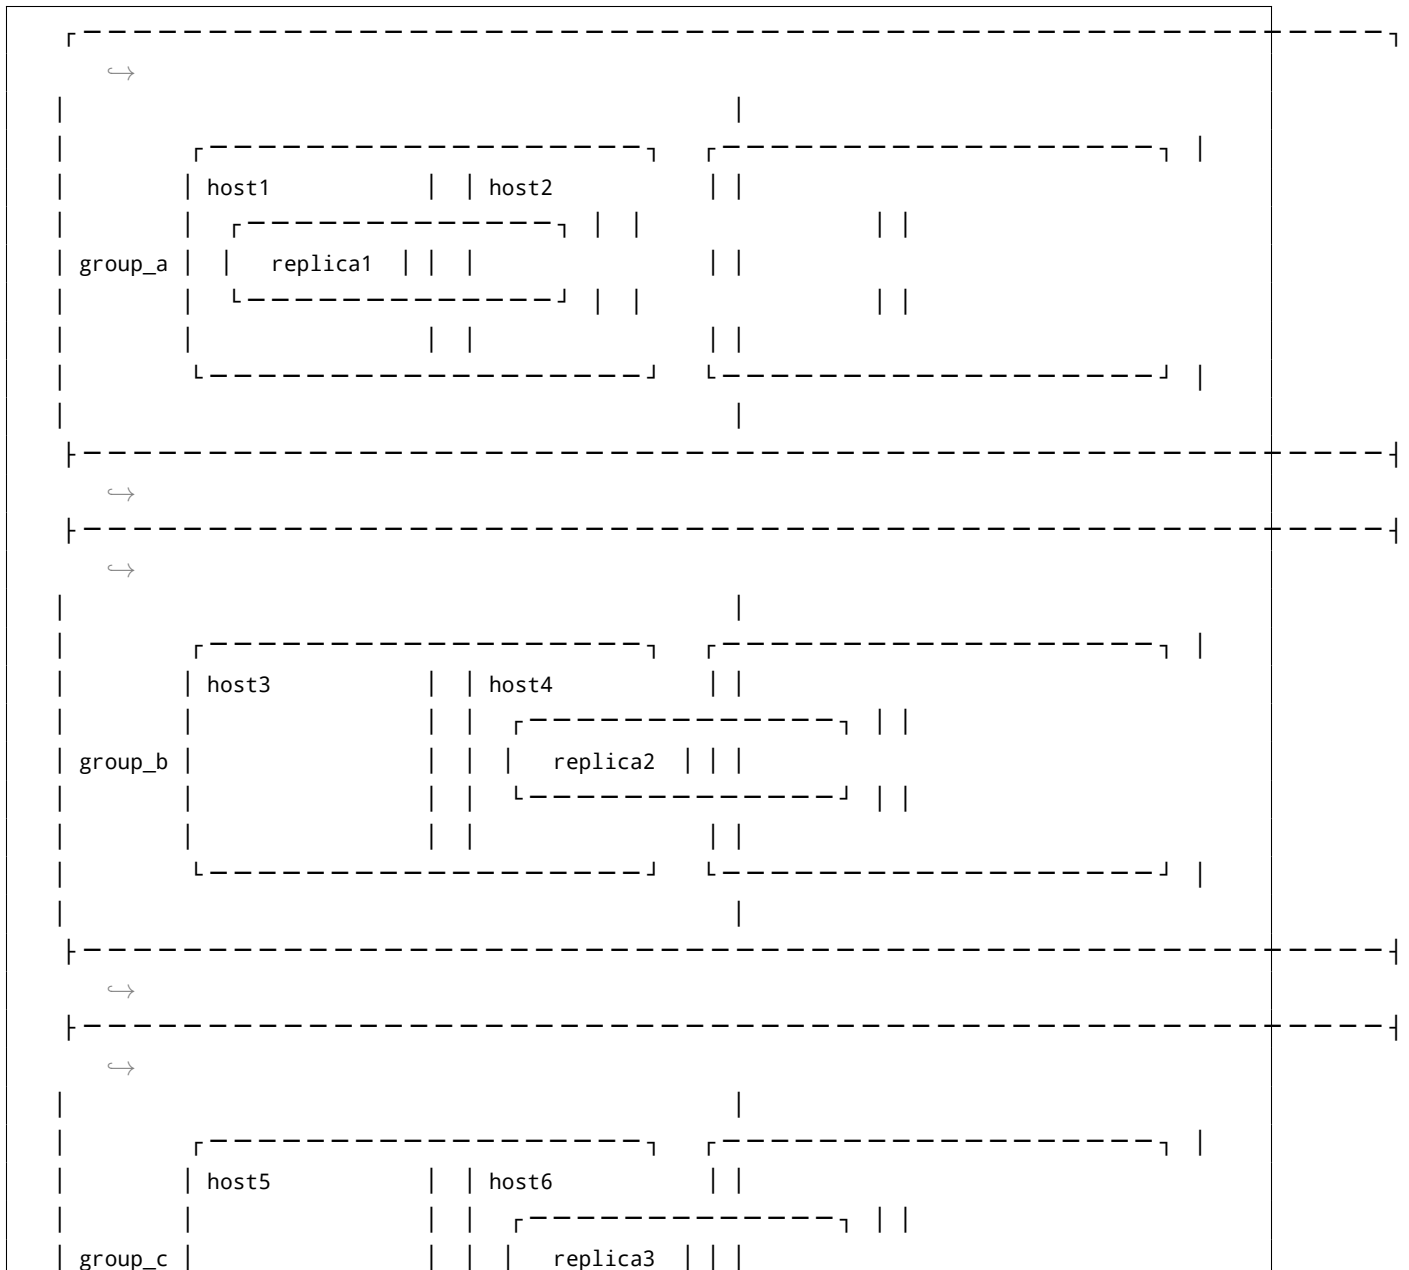 host1 host2
group_a replica1
host3 host4
group_b replica2
host5 host6
group_c replica3